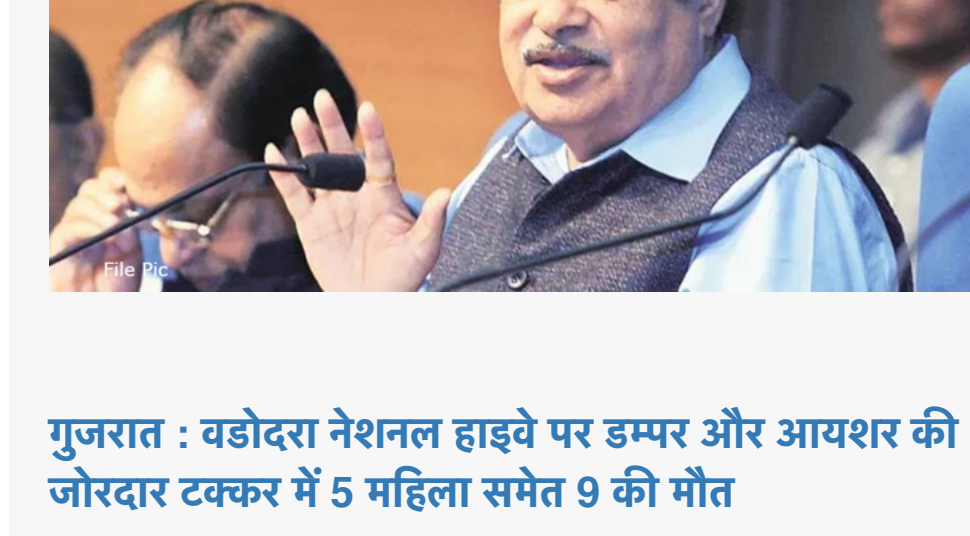 File Pic
गुजरात : वडोदरा नेशनल हाइवे पर डम्पर और आयशर की
जोरदार टक्कर में 5 महिला समेत 9 की मौत